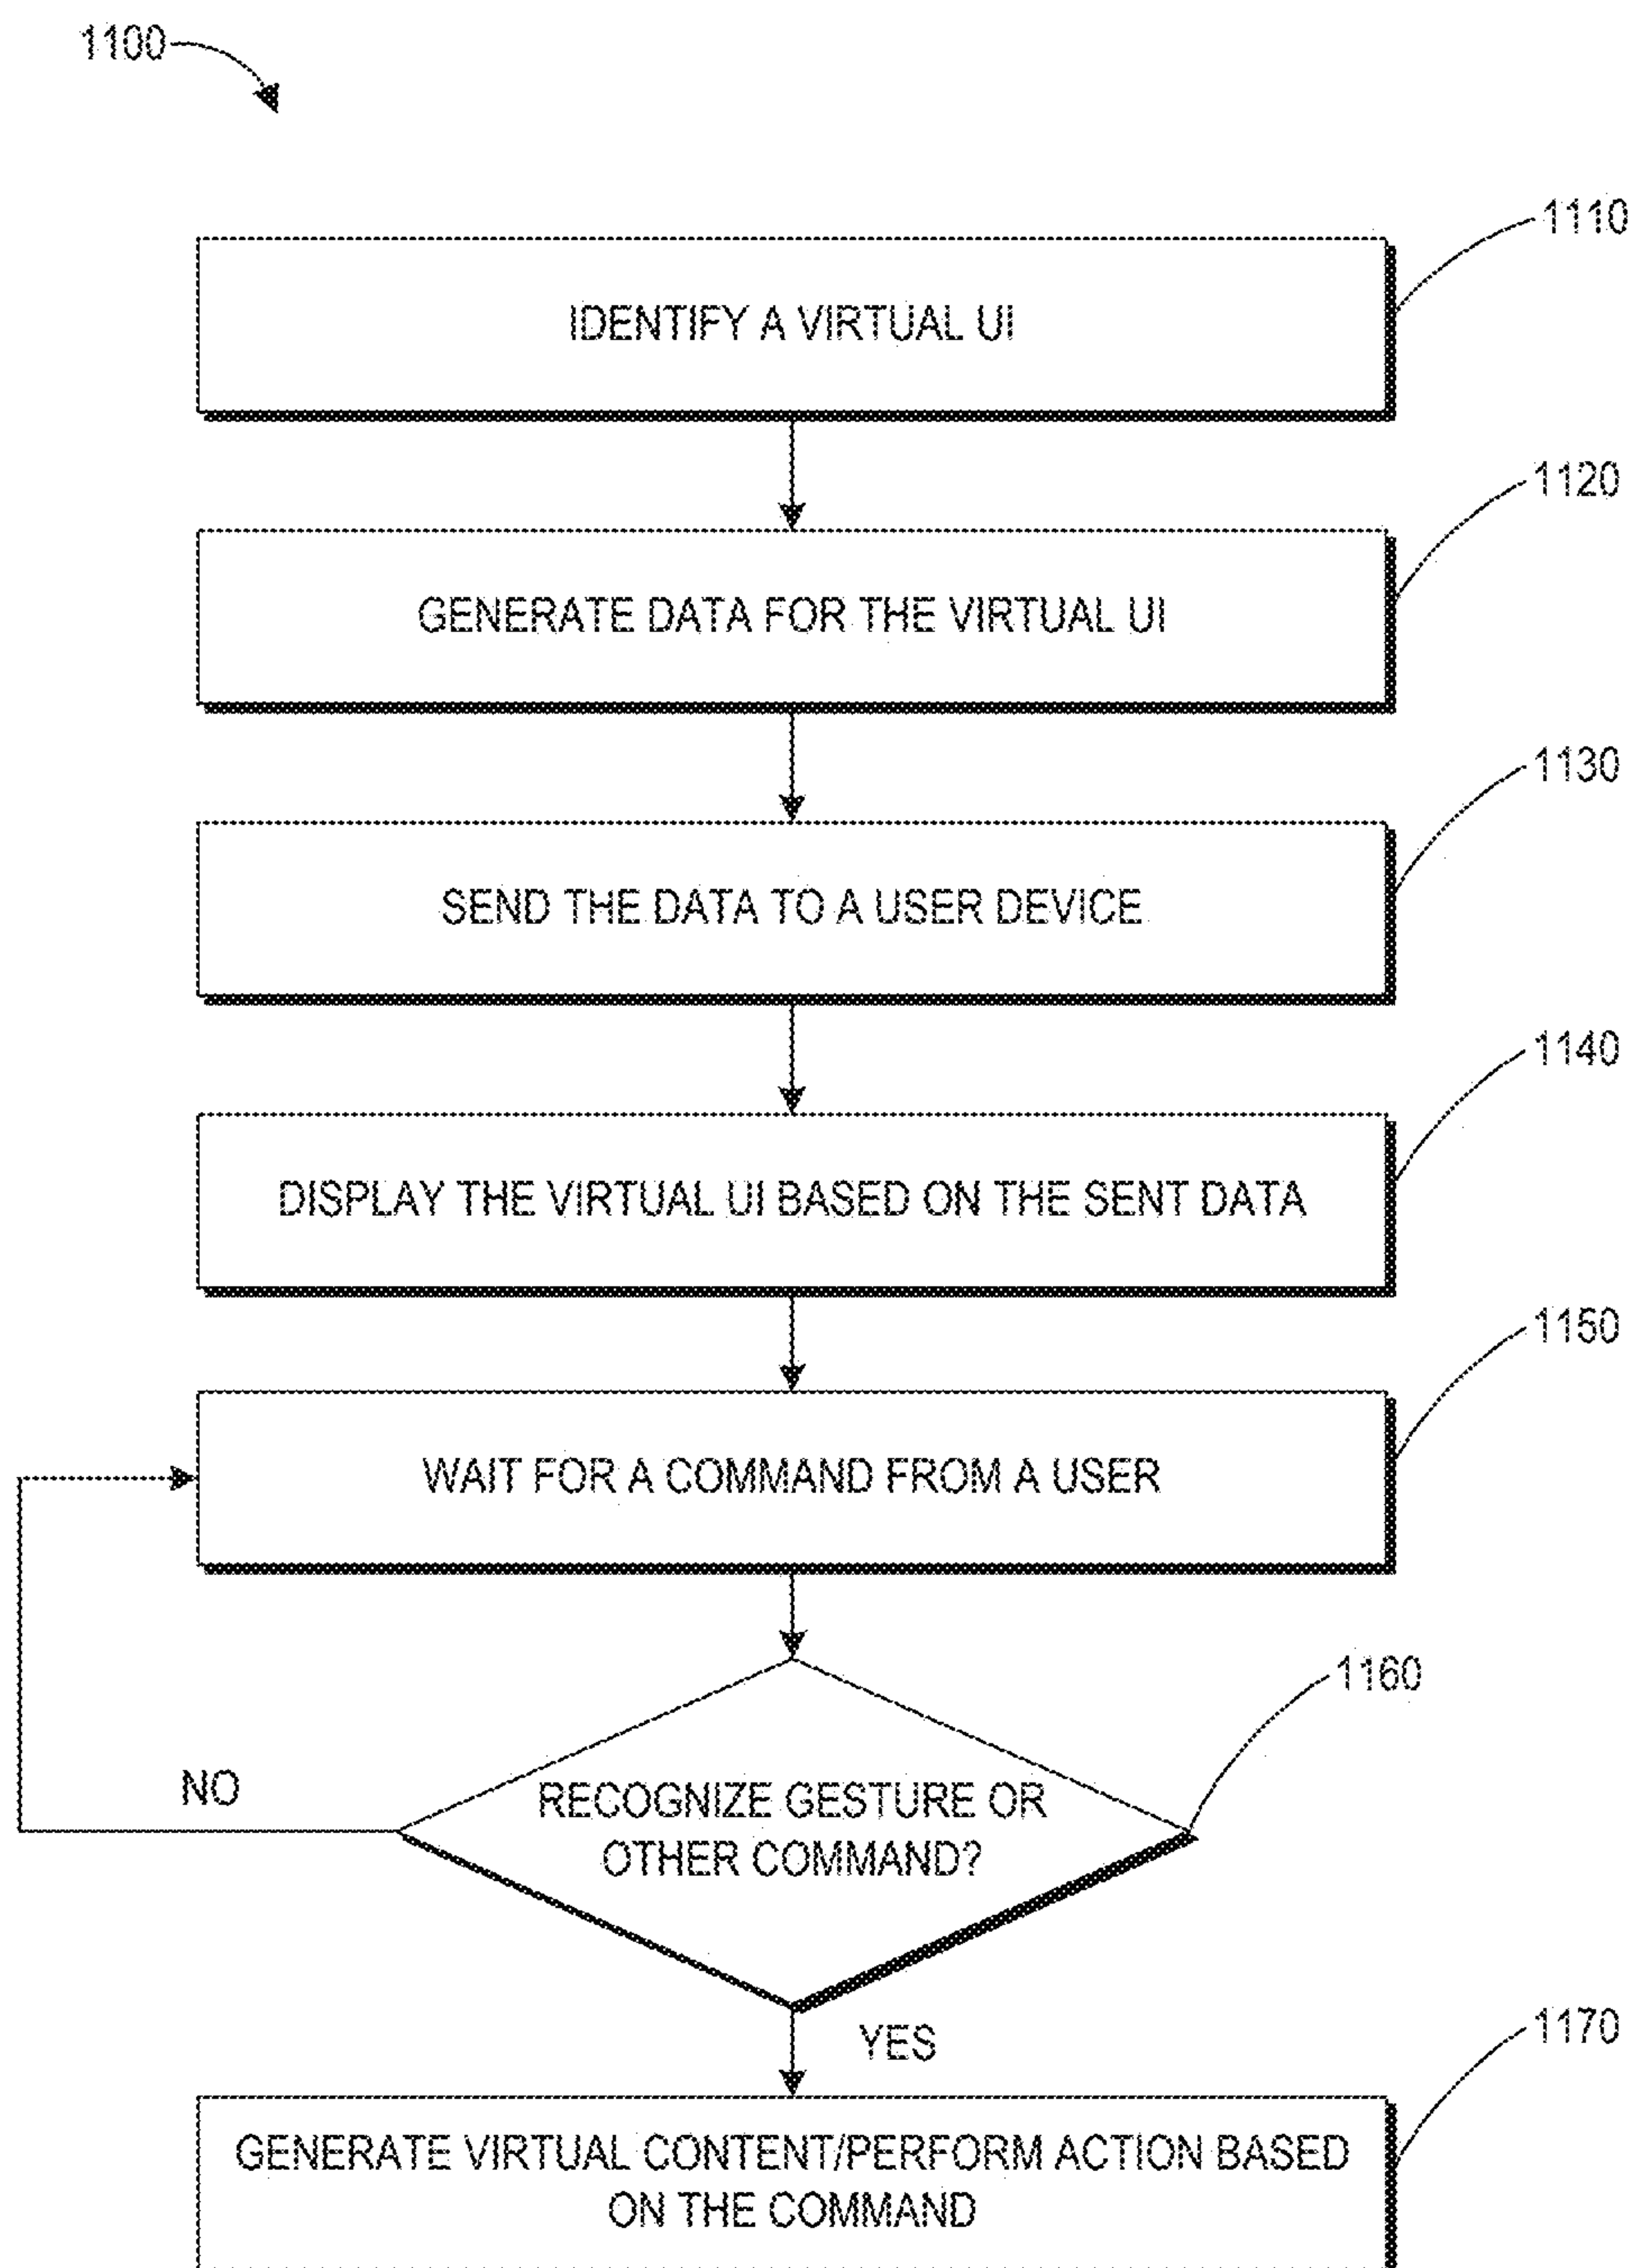 1100
1110
IDENTIFY A VIRTUAL UI
1120
GENERATE DATA FOR THE VIRTUAL UI
1130
SEND THE DATA TO A USER DEVICE
1140
DISPLAY THE VIRTUAL UI BASED ON THE SENT DATA
1150
WAIT FOR A COMMAND FROM A USER
1160
NO
RECOGNIZE GESTURE OR
OTHER COMMAND?
YES
1170
GENERATE VIRTUAL CONTENT/PERFORM ACTION BASED
ON THE COMMAND